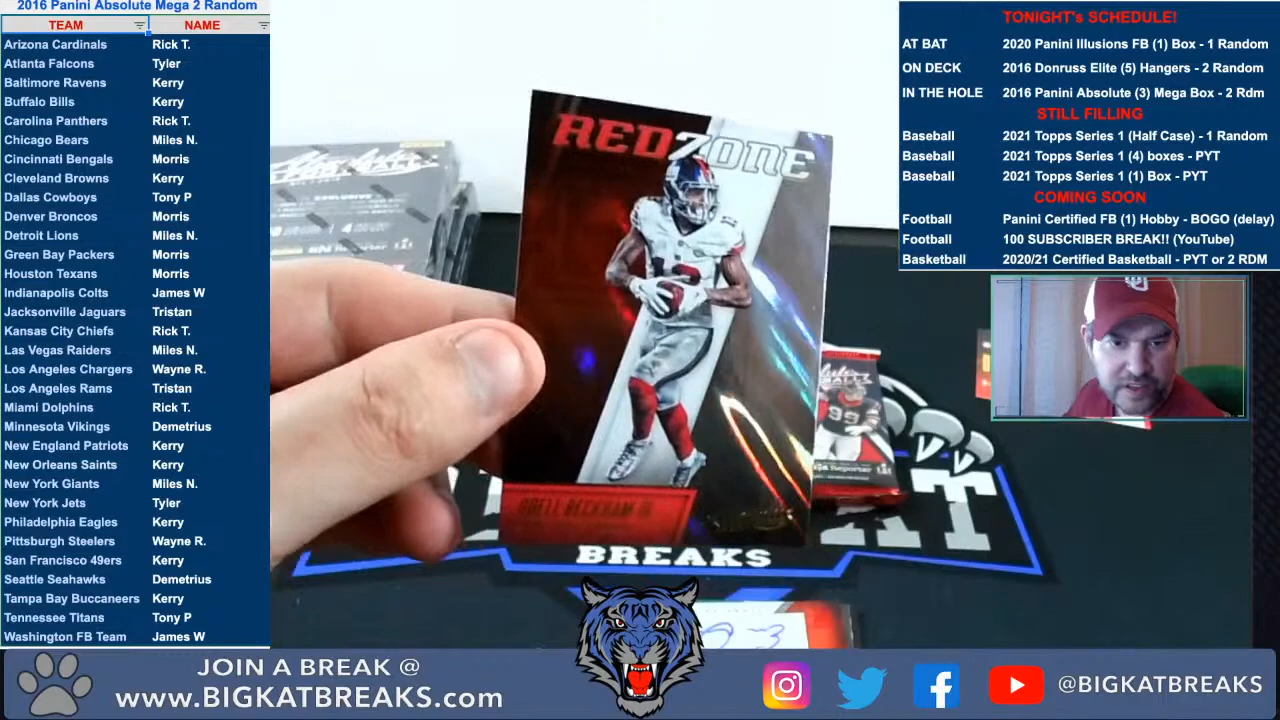 2016 Panini Absolute Mega 2 Random
TEAM NAME
Arizona Cardinals Rick T.
Atlanta Falcons Tyler
Baltimore Ravens Kerry
Buffalo Bills Kerry
Carolina Panthers Rick T.
Chicago Bears Miles N.
Cincinnati Bengals Morris
Cleveland Browns Kerry
Dallas Cowboys Tony P
Denver Broncos Morris
Detroit Lions Miles N.
Green Bay Packers Morris
Houston Texans Morris
Indianapolis Colts James W
Jacksonville Jaguars Tristan
Kansas City Chiefs Rick T.
Las Vegas Raiders Miles N.
Los Angeles Chargers Wayne R.
Los Angeles Rams Tristan
Miami Dolphins Rick T.
Minnesota Vikings Demetrius
New England Patriots Kerry
New Orleans Saints Kerry
New York Giants Miles N.
New York Jets Tyler
Philadelphia Eagles Kerry
Pittsburgh Steelers Wayne R.
San Francisco 49ers Kerry
Seattle Seahawks Demetrius
Tampa Bay Buccaneers Kerry
Tennessee Titans Tony P
Washington FB Team James W
TONIGHT's SCHEDULE!
AT BAT 2020 Panini Illusions FB (1) Box - 1 Random
ON DECK 2016 Donruss Elite (5) Hangers - 2 Random
IN THE HOLE 2016 Panini Absolute (3) Mega Box - 2 Rdm
STILL FILLING
Baseball 2021 Topps Series 1 (Half Case) - 1 Random
Baseball 2021 Topps Series 1 (4) boxes - PYT
Baseball 2021 Topps Series 1 (1) Box - PYT
COMING SOON
Football Panini Certified FB (1) Hobby - BOGO (delay)
Football 100 SUBSCRIBER BREAK!! (YouTube)
Basketball 2020/21 Certified Basketball - PYT or 2 RDM
RED ZONE
ODELL BECKHAM JR
BREAKS
JOIN A BREAK @
www.BIGKATBREAKS.com
@BIGKATBREAKS